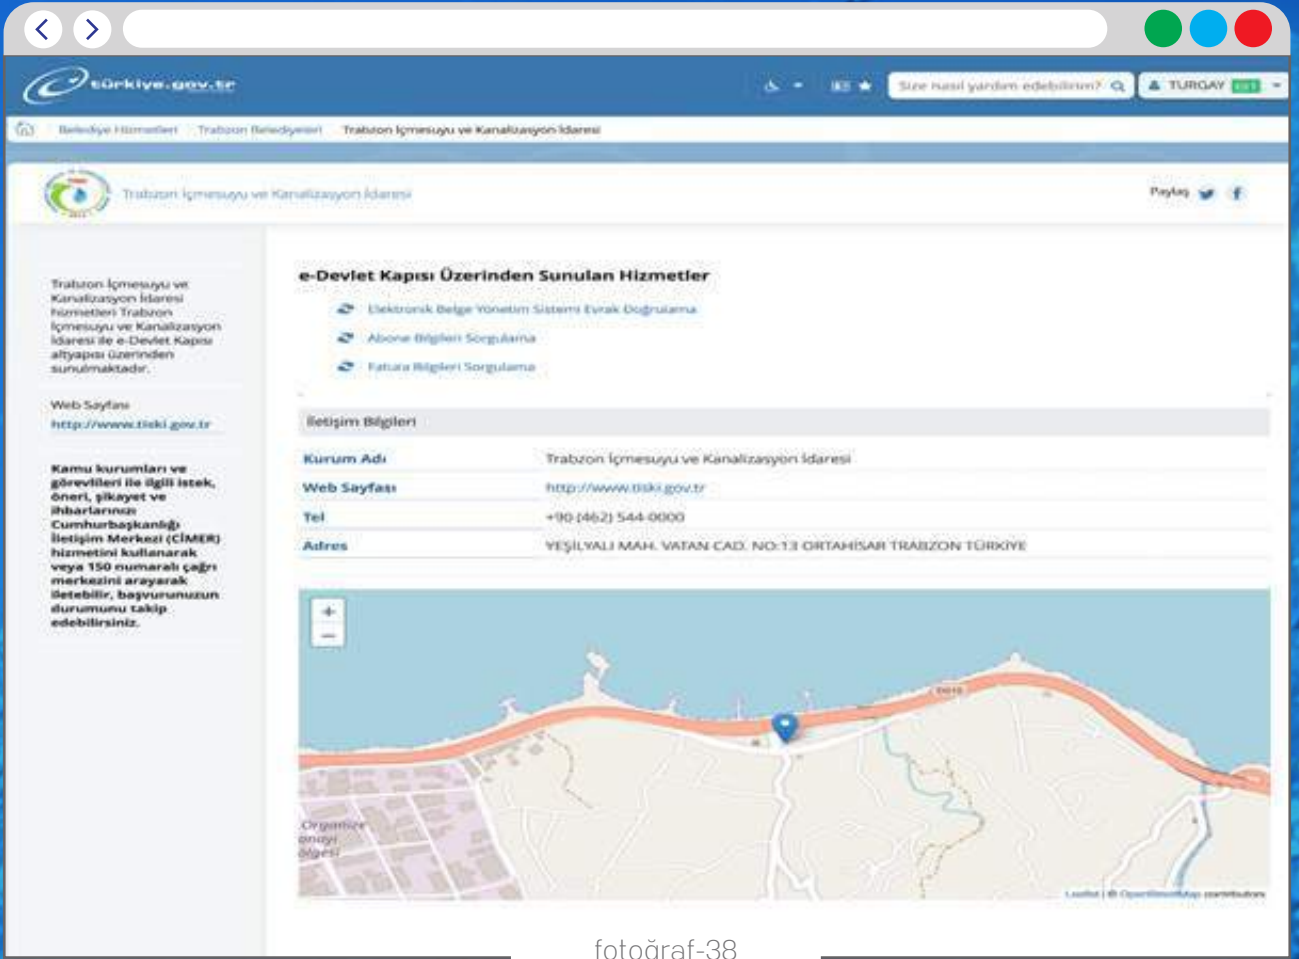 türkiye.gov.tr
Size nasıl yardım edebilirim?
TURGAY
Belediye Hizmetleri Trabzon Belediyeleri Trabzon İçmesuyu ve Kanalizasyon İdaresi
Trabzon İçmesuyu ve Kanalizasyon İdaresi
Paylaş
Trabzon İçmesuyu ve
Kanalizasyon İdaresi
hizmetleri Trabzon
İçmesuyu ve Kanalizasyon
İdaresi ile e-Devlet Kapısı
altyapısı üzerinden
sunulmaktadır.
Web Sayfası
http://www.tiski.gov.tr
Kamu kurumları ve
görevlileri ile ilgili istek,
öneri, şikayet ve
ihbarlarınızı
Cumhurbaşkanlığı
İletişim Merkezi (CİMER)
hizmetini kullanarak
veya 150 numaralı çağrı
merkezini arayarak
iletebilir, başvurunuzun
durumunu takip
edebilirsiniz.
e-Devlet Kapısı Üzerinden Sunulan Hizmetler
Elektronik Belge Yönetim Sistemi Evrak Doğrulama
Abone Bilgileri Sorgulama
Fatura Bilgileri Sorgulama
İletişim Bilgileri
Kurum Adı Trabzon İçmesuyu ve Kanalizasyon İdaresi
Web Sayfası http://www.tiski.gov.tr
Tel +90 (462) 544-0000
Adres YEŞİLYALI MAH. VATAN CAD. NO:13 ORTAHİSAR TRABZON TÜRKİYE
+
−
D010
Organize
anayi
ölgesi
Leaflet | © OpenStreetMap contributors
fotoğraf-38